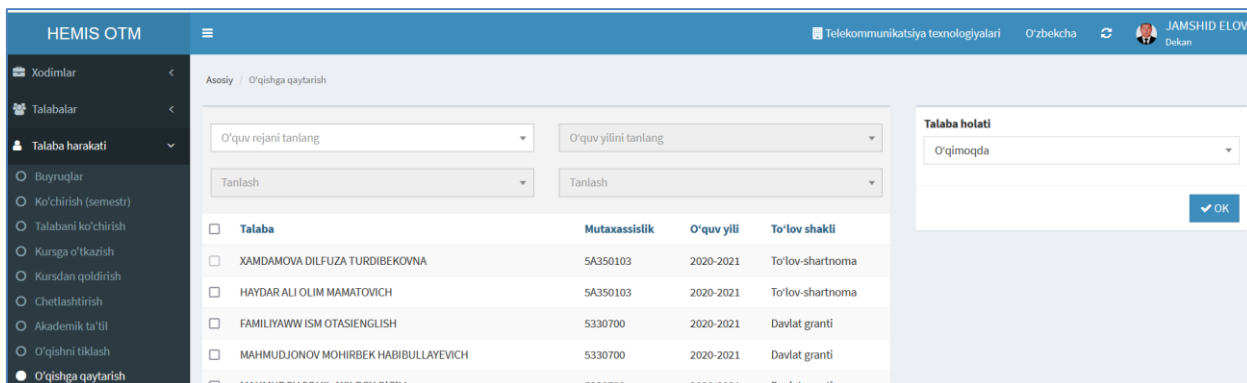 HEMIS OTM
Telekommunikatsiya texnologiyalari
O'zbekcha
JAMSHID ELOV
Dekan
Xodimlar
Talabalar
Talaba harakati
Buyruqlar
Ko'chirish (semestr)
Talabani ko'chirish
Kursga o'tkazish
Kursdan qoldirish
Chetlashtirish
Akademik ta'til
O'qishni tiklash
O'qishga qaytarish
Asosiy / O'qishga qaytarish
O'quv rejani tanlang
O'quv yilini tanlang
Tanlash
Tanlash
Talaba Mutaxassislik O'quv yili To'lov shakli
XAMDAMOVA DILFUZA TURDIBEKOVNA 5A350103 2020-2021 To'lov-shartnoma
HAYDAR ALI OLIM MAMATOVICH 5A350103 2020-2021 To'lov-shartnoma
FAMILIYAWW ISM OTASIENGLISH 5330700 2020-2021 Davlat granti
MAHMUDJONOV MOHIRBEK HABIBULLAYEVICH 5330700 2020-2021 Davlat granti
Talaba holati
O'qimoqda
OK